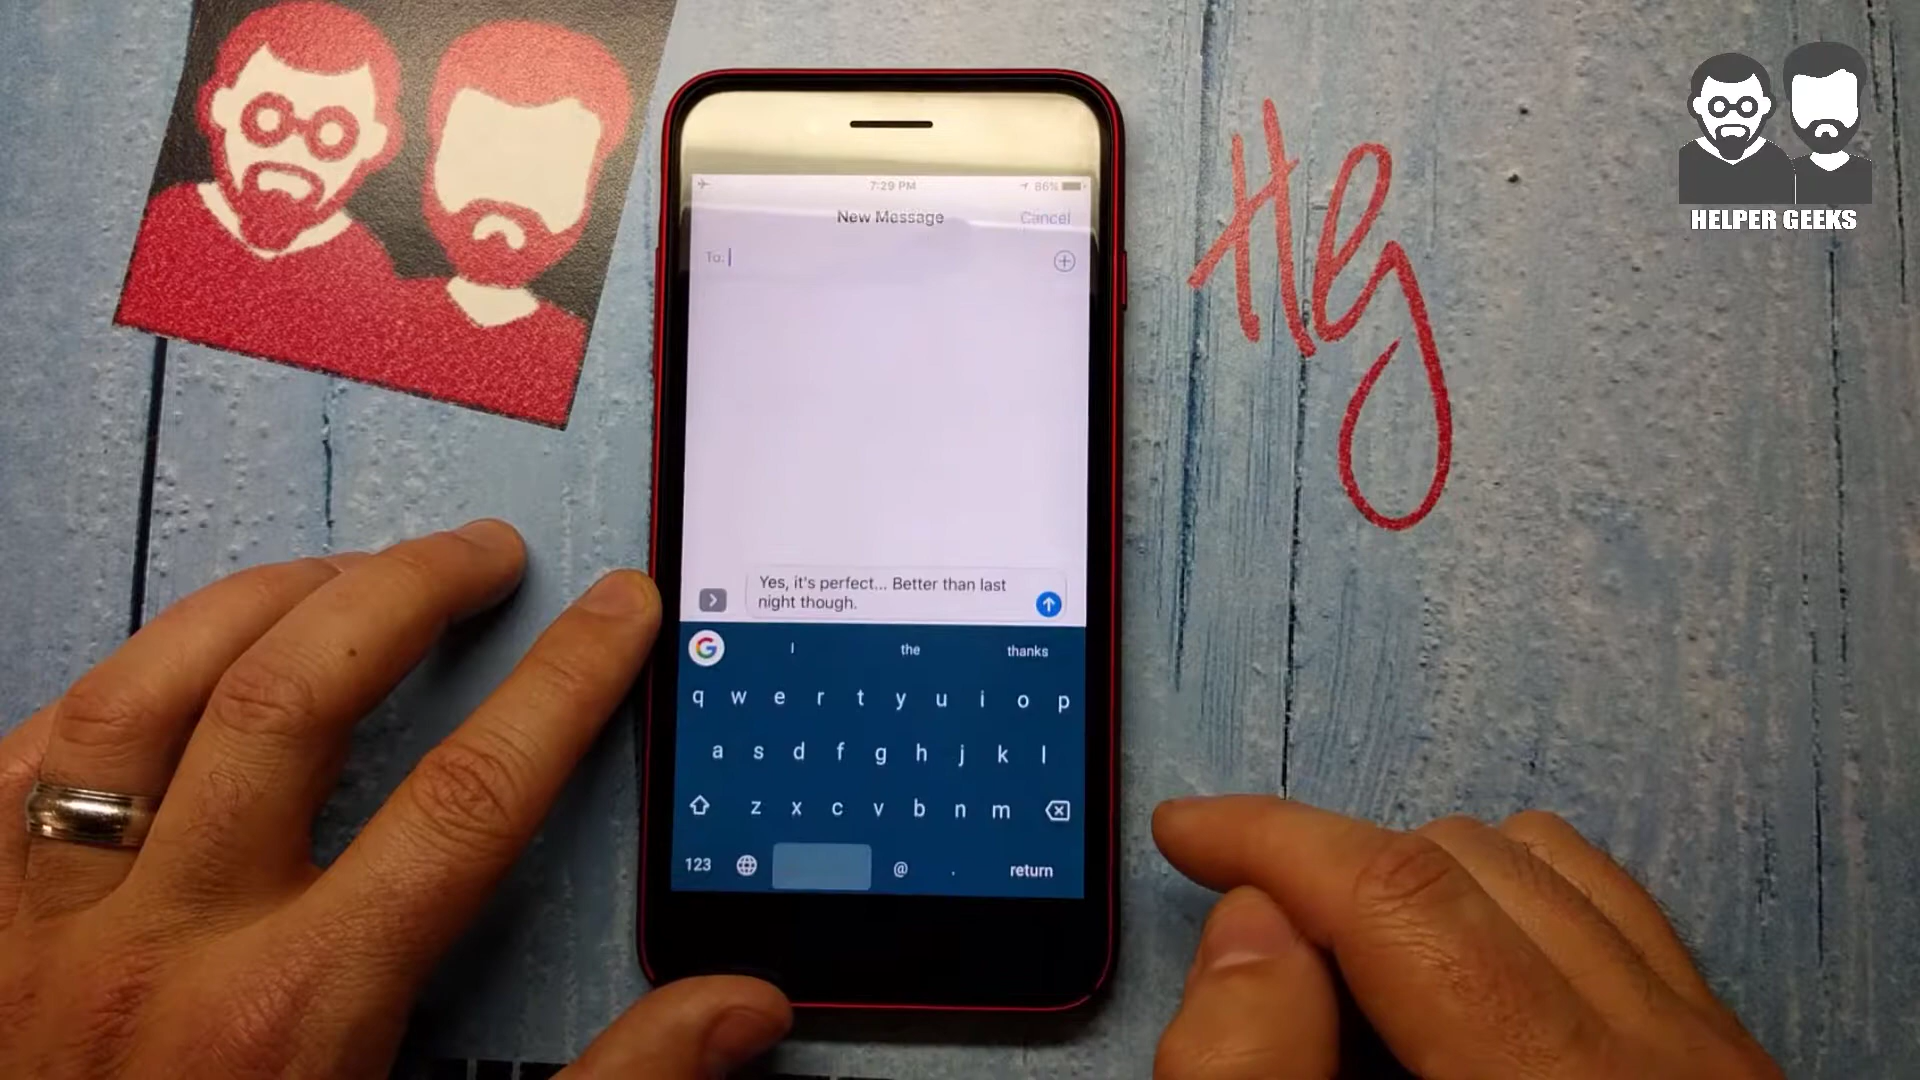 HELPER GEEKS
Hg
7:29 PM
86%
New Message
Cancel
To:
Yes, it's perfect... Better than last
night though.
I the thanks
q w e r t y u i o p
a s d f g h j k l
z x c v b n m
123 @ . return